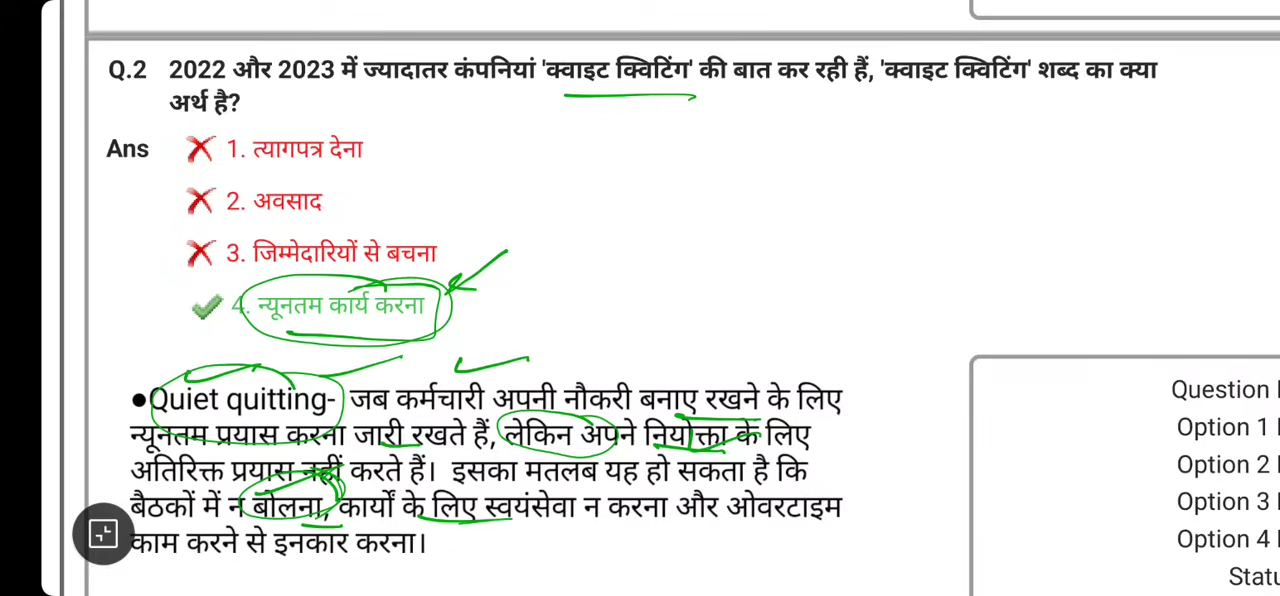 Q.2 2022 और 2023 में ज्यादातर कंपनियां 'क्वाइट क्विटिंग' की बात कर रही हैं, 'क्वाइट क्विटिंग' शब्द का क्या
अर्थ है?
Ans 1. त्यागपत्र देना
2. अवसाद
3. जिम्मेदारियों से बचना
4. न्यूनतम कार्य करना
●Quiet quitting- जब कर्मचारी अपनी नौकरी बनाए रखने के लिए
न्यूनतम प्रयास करना जारी रखते हैं, लेकिन अपने नियोक्ता के लिए
अतिरिक्त प्रयास नहीं करते हैं। इसका मतलब यह हो सकता है कि
बैठकों में न बोलना, कार्यों के लिए स्वयंसेवा न करना और ओवरटाइम
काम करने से इनकार करना।
Question
Option 1
Option 2
Option 3
Option 4